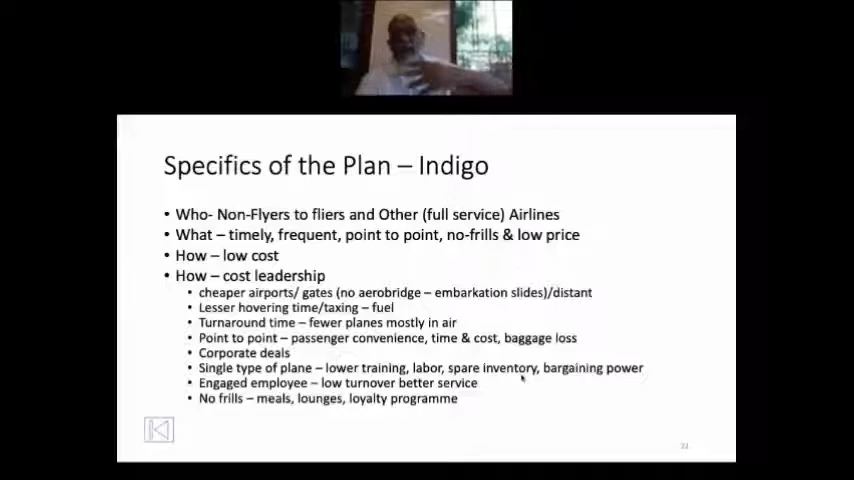 Specifics of the Plan – Indigo
• Who- Non-Flyers to fliers and Other (full service) Airlines
• What – timely, frequent, point to point, no-frills & low price
• How – low cost
• How – cost leadership
• cheaper airports/ gates (no aerobridge – embarkation slides)/distant
• Lesser hovering time/taxing – fuel
• Turnaround time – fewer planes mostly in air
• Point to point – passenger convenience, time & cost, baggage loss
• Corporate deals
• Single type of plane – lower training, labor, spare inventory, bargaining power
• Engaged employee – low turnover better service
• No frills – meals, lounges, loyalty programme